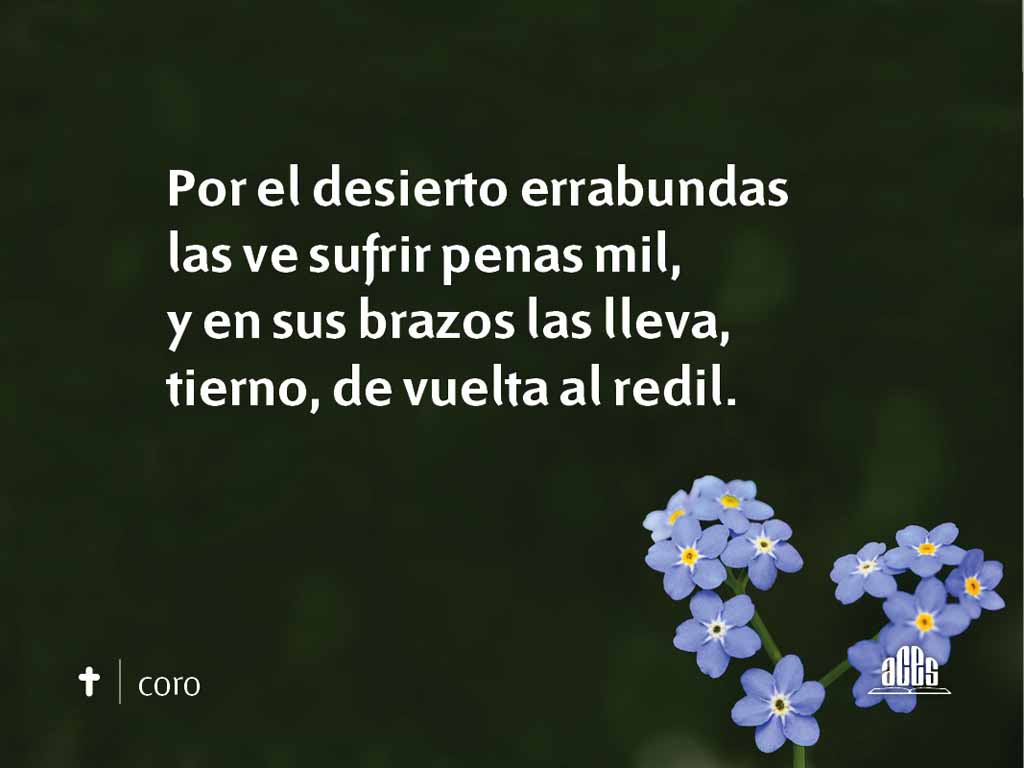 Por el desierto errabundas
las ve sufrir penas mil,
y en sus brazos las lleva,
tierno, de vuelta al redil.
coro
aces